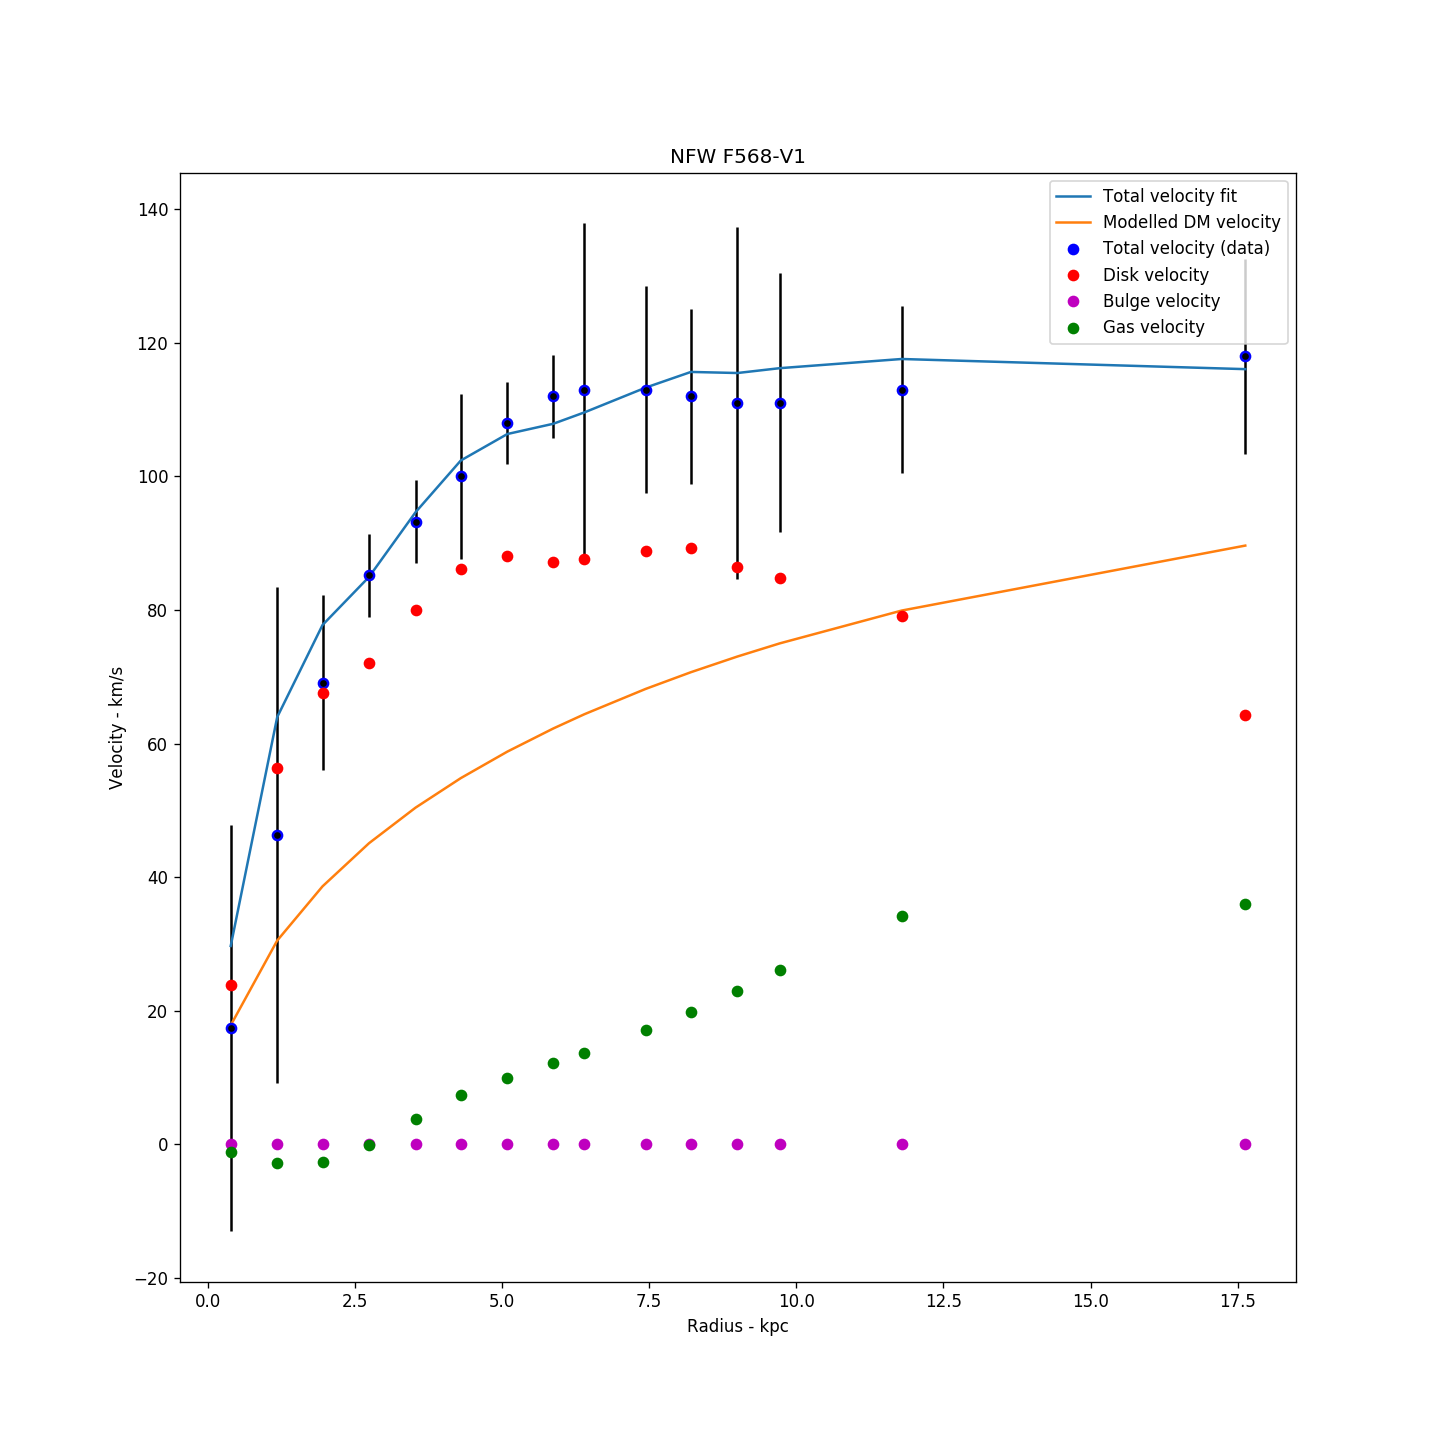 NFW F568-V1
Total velocity fit
Modelled DM velocity
Total velocity (data)
Disk velocity
Bulge velocity
Gas velocity
140
120
100
80
60
40
20
0
−20
Velocity - km/s
0.0 2.5 5.0 7.5 10.0 12.5 15.0 17.5
Radius - kpc